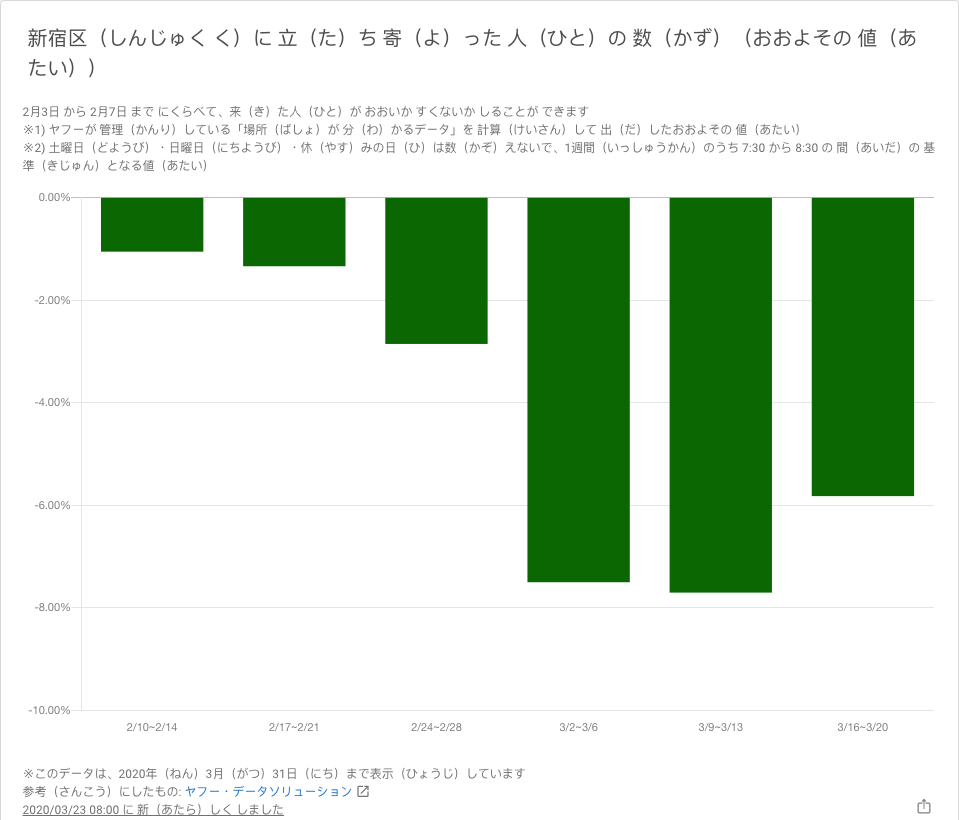 新宿区（しんじゅく く）に 立（た）ち 寄（よ）った 人（ひと）の 数（かず）（おおよその 値（あ
たい））
2月3日 から 2月7日 まで にくらべて、来（き）た人（ひと）が おおいか すくないか しることが できます
※1) ヤフーが 管理（かんり）している「場所（ばしょ）が 分（わ）かるデータ」を 計算（けいさん）して 出（だ）したおおよその 値（あたい）
※2) 土曜日（どようび）・日曜日（にちようび）・休（やす）みの日（ひ）は数（かぞ）えないで、1週間（いっしゅうかん）のうち 7:30 から 8:30 の 間（あいだ）の 基
準（きじゅん）となる値（あたい）
0.00%
-2.00%
-4.00%
-6.00%
-8.00%
-10.00%
2/10~2/14 2/17~2/21 2/24~2/28 3/2~3/6 3/9~3/13 3/16~3/20
※このデータは、2020年（ねん）3月（がつ）31日（にち）まで表示（ひょうじ）しています
参考（さんこう）にしたもの: ヤフー・データソリューション
2020/03/23 08:00 に 新（あたら）しく しました